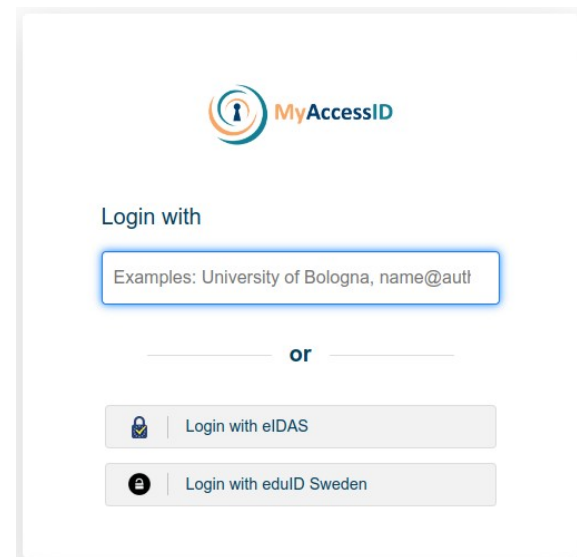 MyAccessID
Login with
Examples: University of Bologna, name@auth
or
Login with eIDAS
Login with eduID Sweden